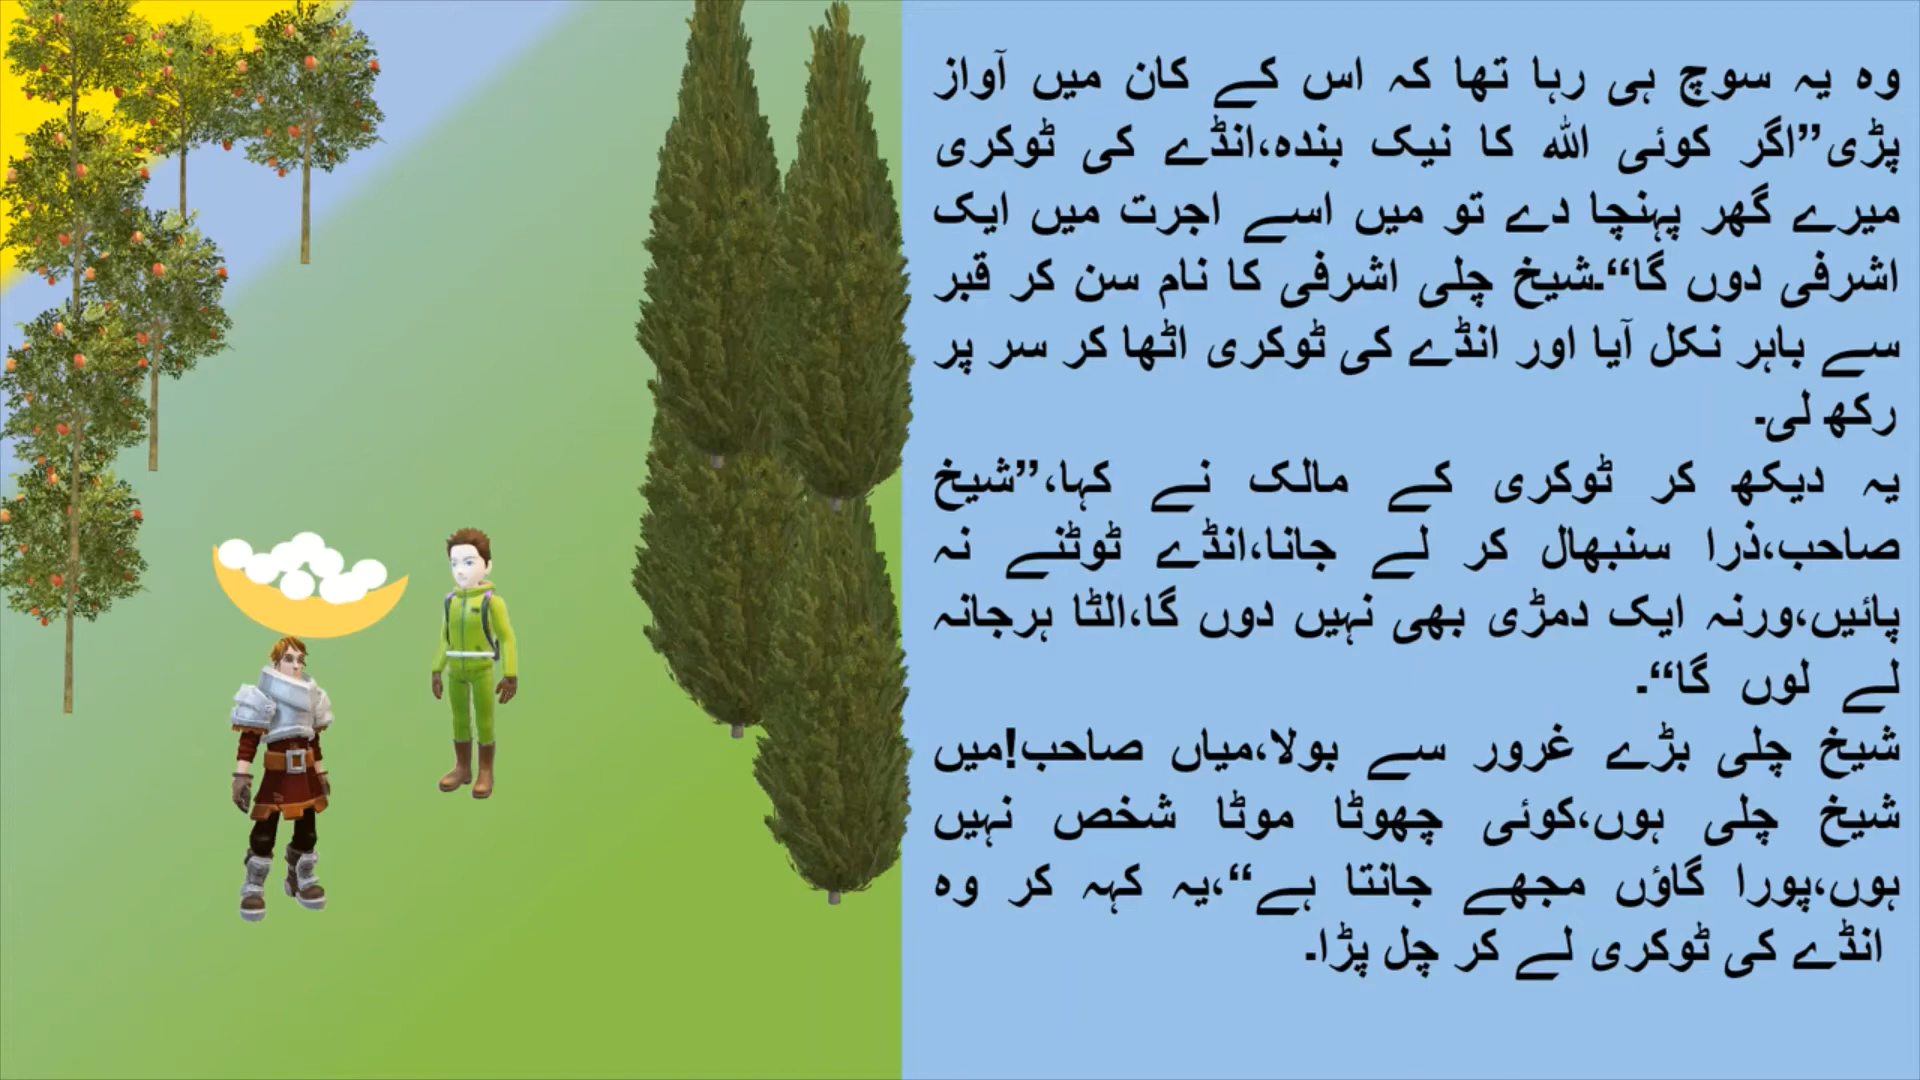 وہ یہ سوچ ہی رہا تھا کہ اس کے کان میں آواز
پڑی”اگر کوئی اللہ کا نیک بندہ،انڈے کی ٹوکری
میرے گھر پہنچا دے تو میں اسے اجرت میں ایک
اشرفی دوں گا“۔شیخ چلی اشرفی کا نام سن کر قبر
سے باہر نکل آیا اور انڈے کی ٹوکری اٹھا کر سر پر
رکھ لی۔
یہ دیکھ کر ٹوکری کے مالک نے کہا،”شیخ
صاحب،ذرا سنبھال کر لے جانا،انڈے ٹوٹنے نہ
پائیں،ورنہ ایک دمڑی بھی نہیں دوں گا،الٹا ہرجانہ
لے لوں گا“۔
شیخ چلی بڑے غرور سے بولا،میاں صاحب!میں
شیخ چلی ہوں،کوئی چھوٹا موٹا شخص نہیں
ہوں،پورا گاؤں مجھے جانتا ہے“،یہ کہہ کر وہ
انڈے کی ٹوکری لے کر چل پڑا۔